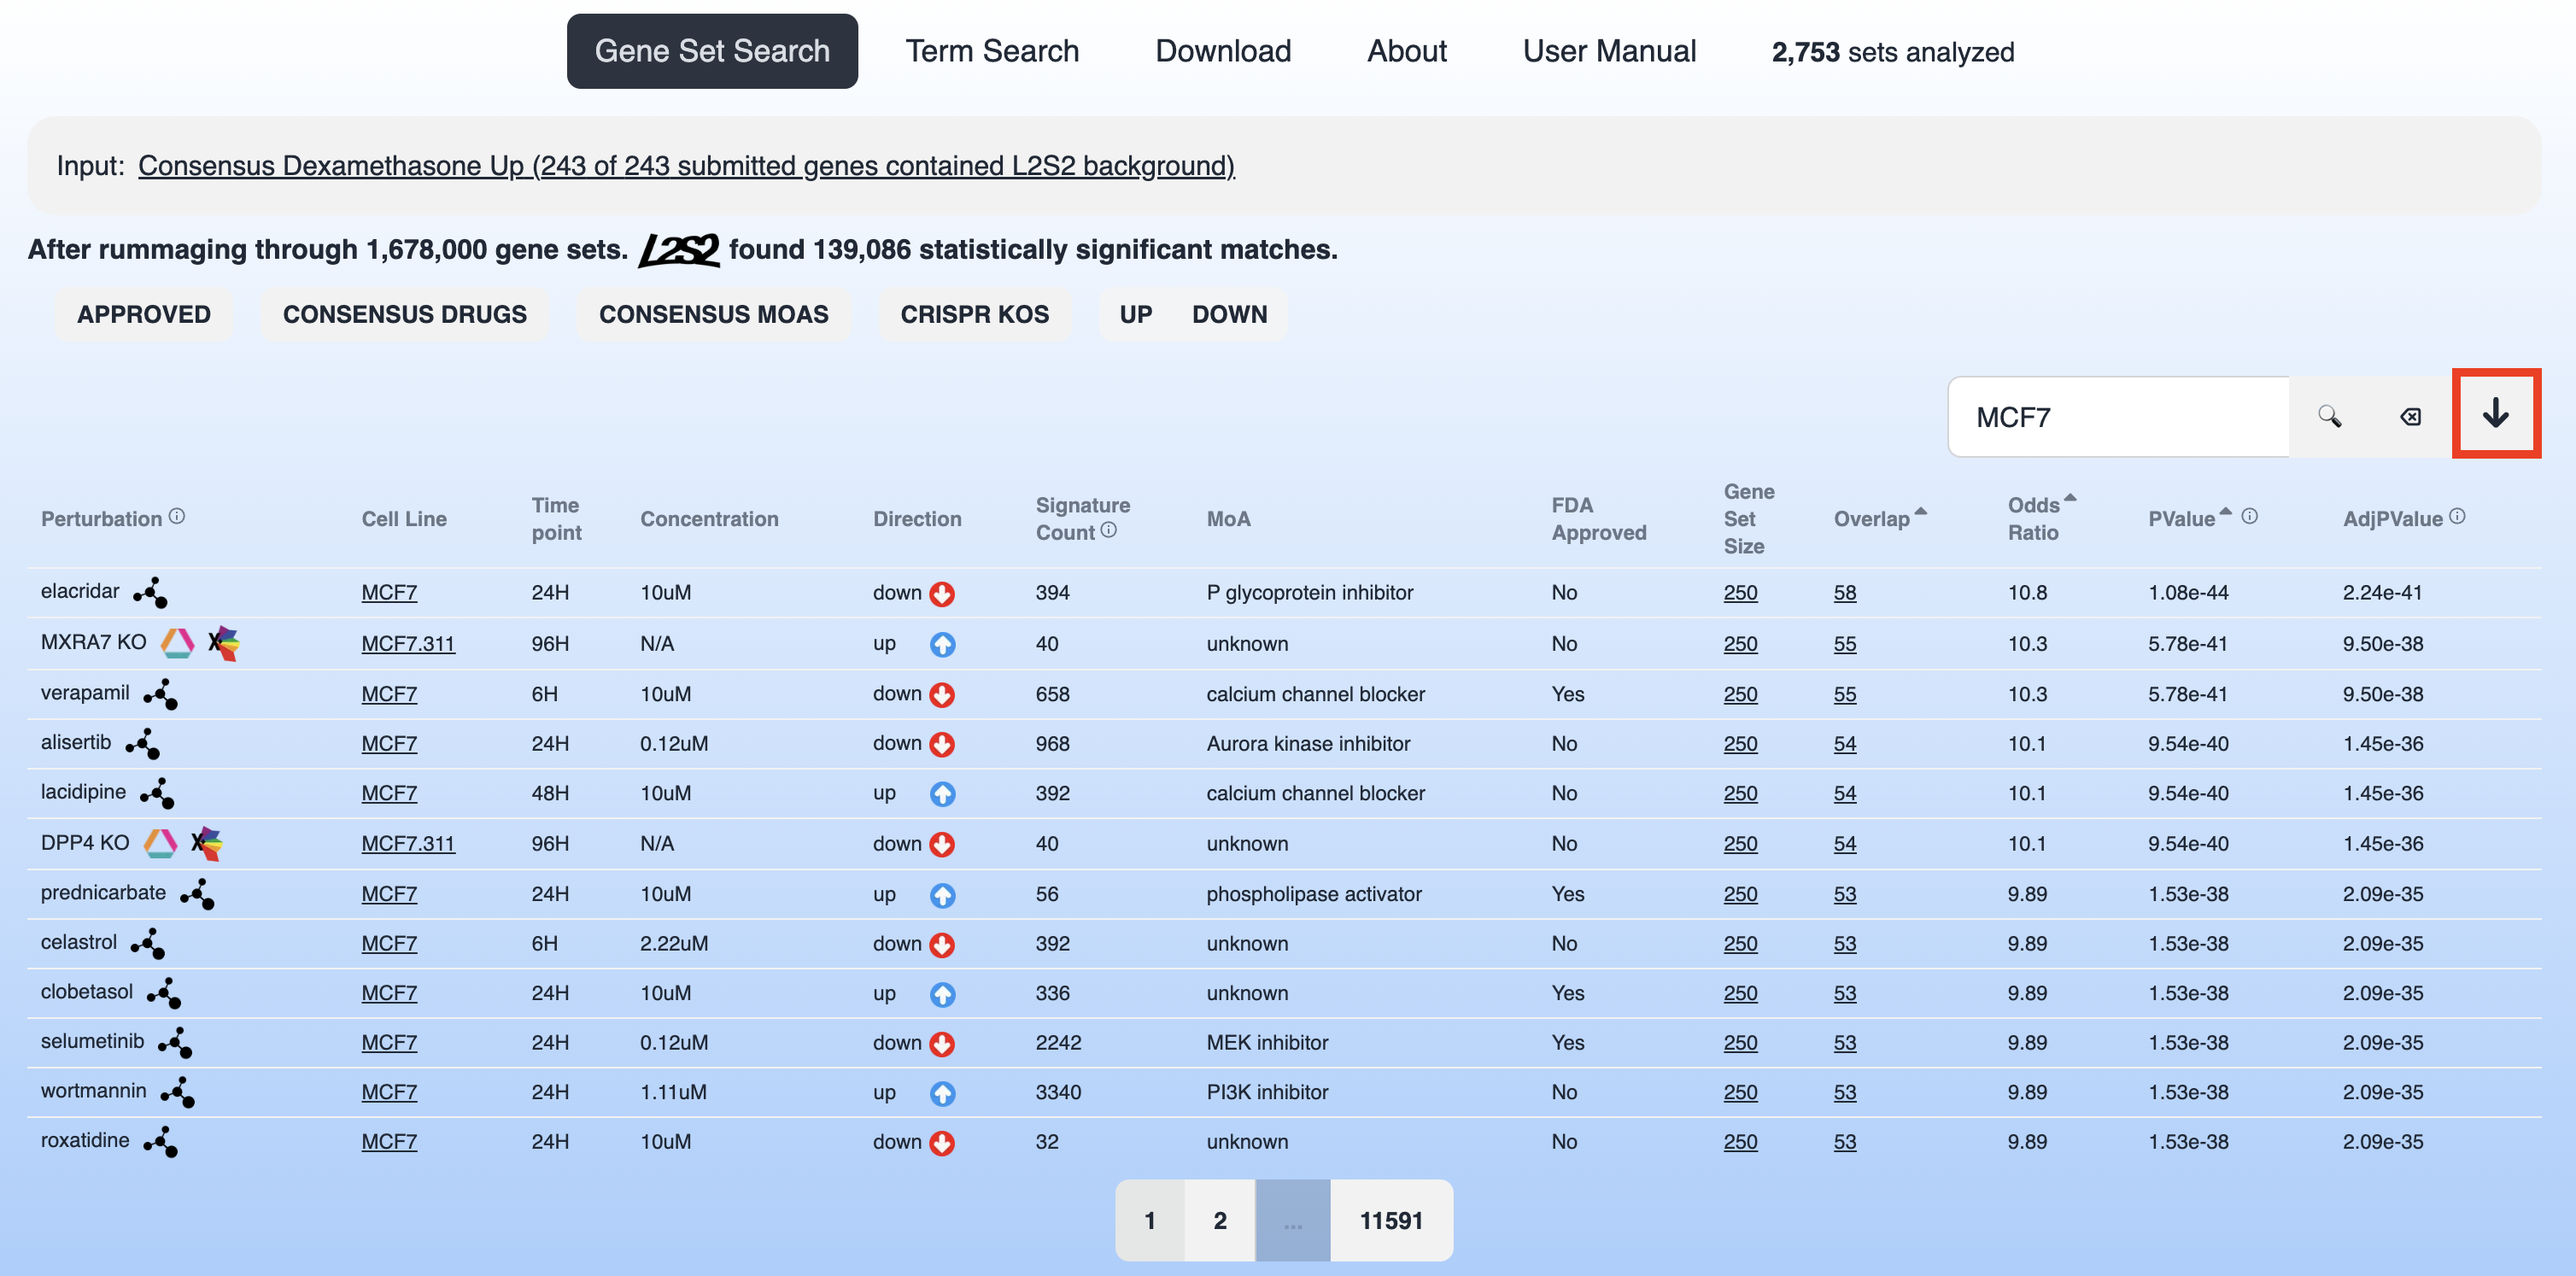 Gene Set Search Term Search Download About User Manual 2,753 sets analyzed
Input: Consensus Dexamethasone Up (243 of 243 submitted genes contained L2S2 background)
After rummaging through 1,678,000 gene sets. L2S2 found 139,086 statistically significant matches.
APPROVED CONSENSUS DRUGS CONSENSUS MOAS CRISPR KOS UP DOWN
MCF7
Perturbation Cell Line Time point Concentration Direction Signature Count MoA FDA Approved Gene Set Size Overlap Odds Ratio PValue AdjPValue
elacridar MCF7 24H 10uM down 394 P glycoprotein inhibitor No 250 58 10.8 1.08e-44 2.24e-41
MXRA7 KO MCF7.311 96H N/A up 40 unknown No 250 55 10.3 5.78e-41 9.50e-38
verapamil MCF7 6H 10uM down 658 calcium channel blocker Yes 250 55 10.3 5.78e-41 9.50e-38
alisertib MCF7 24H 0.12uM down 968 Aurora kinase inhibitor No 250 54 10.1 9.54e-40 1.45e-36
lacidipine MCF7 48H 10uM up 392 calcium channel blocker No 250 54 10.1 9.54e-40 1.45e-36
DPP4 KO MCF7.311 96H N/A down 40 unknown No 250 54 10.1 9.54e-40 1.45e-36
prednicarbate MCF7 24H 10uM up 56 phospholipase activator Yes 250 53 9.89 1.53e-38 2.09e-35
celastrol MCF7 6H 2.22uM down 392 unknown No 250 53 9.89 1.53e-38 2.09e-35
clobetasol MCF7 24H 10uM up 336 unknown Yes 250 53 9.89 1.53e-38 2.09e-35
selumetinib MCF7 24H 0.12uM down 2242 MEK inhibitor Yes 250 53 9.89 1.53e-38 2.09e-35
wortmannin MCF7 24H 1.11uM up 3340 PI3K inhibitor No 250 53 9.89 1.53e-38 2.09e-35
roxatidine MCF7 24H 10uM down 32 unknown No 250 53 9.89 1.53e-38 2.09e-35
1 2 ... 11591